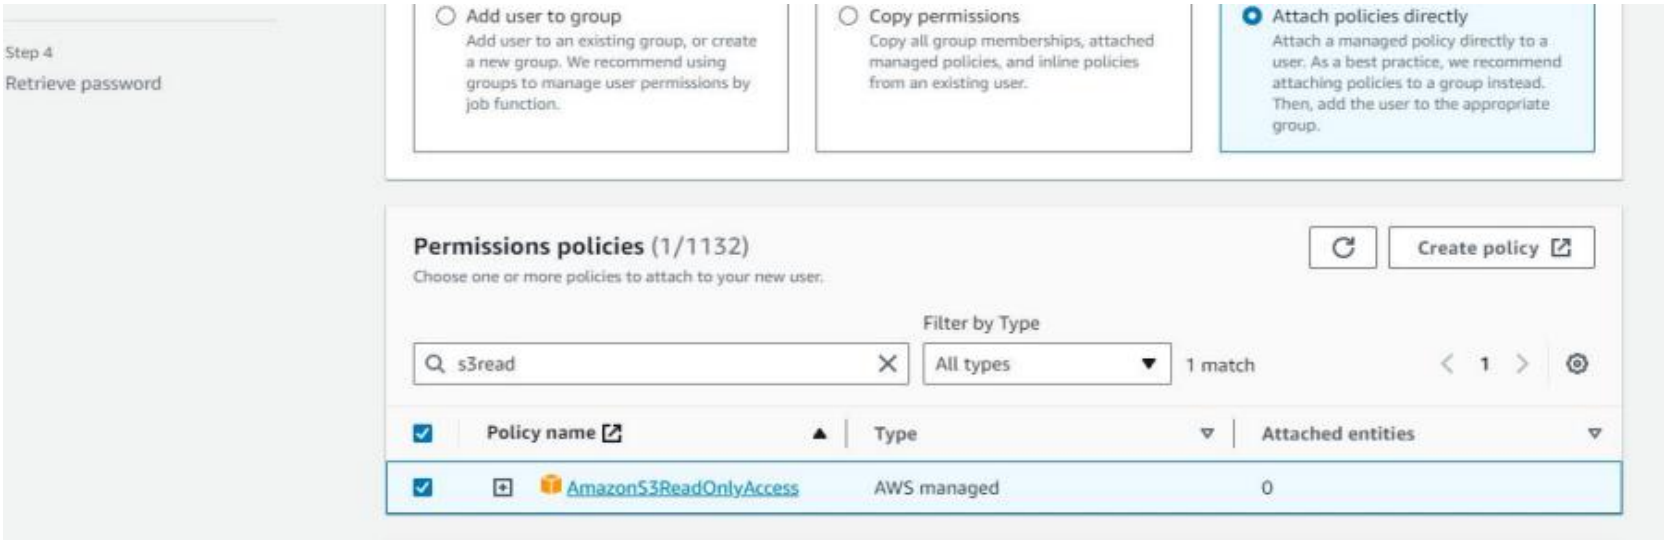 Step 4
Retrieve password
Add user to group
Add user to an existing group, or create
a new group. We recommend using
groups to manage user permissions by
job function.
Copy permissions
Copy all group memberships, attached
managed policies, and inline policies
from an existing user.
Attach policies directly
Attach a managed policy directly to a
user. As a best practice, we recommend
attaching policies to a group instead.
Then, add the user to the appropriate
group.
Permissions policies (1/1132)
Choose one or more policies to attach to your new user.
Create policy
Filter by Type
s3read
All types
1 match
1
Policy name
Type
Attached entities
AmazonS3ReadOnlyAccess
AWS managed
0